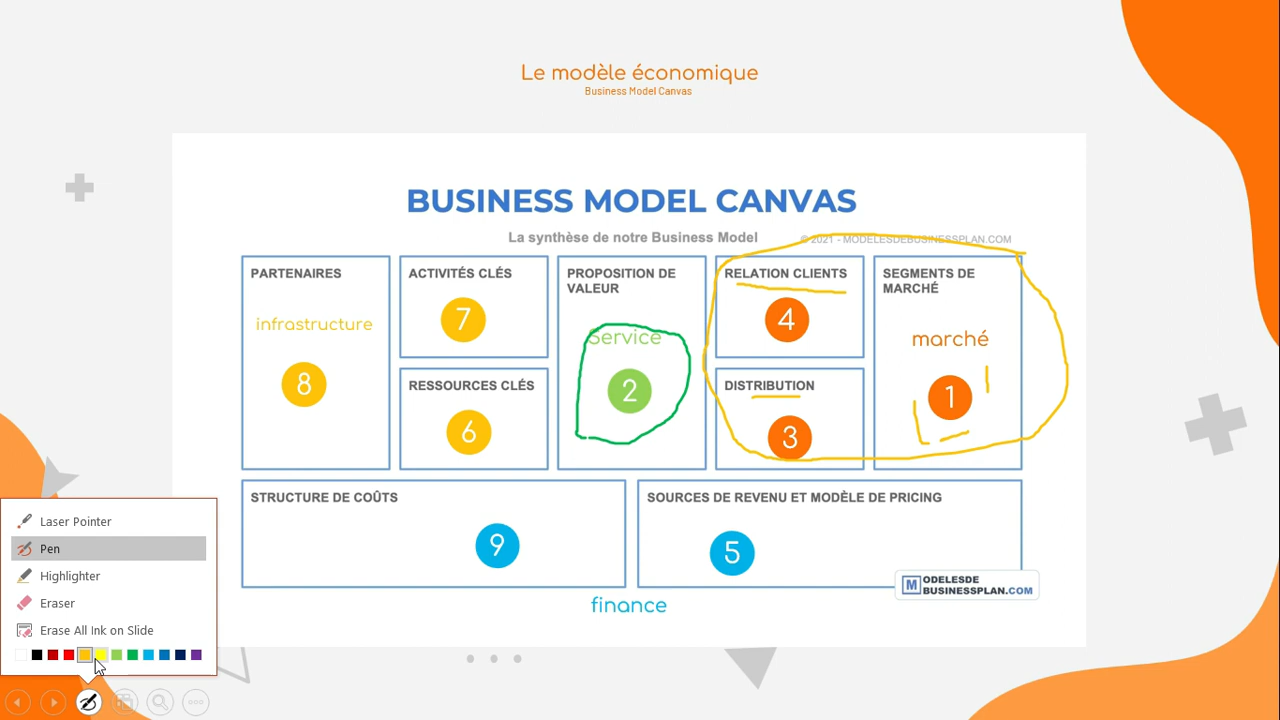 Le modèle économique
Business Model Canvas
BUSINESS MODEL CANVAS
La synthèse de notre Business Model
© 2021 - MODELESDEBUSINESSPLAN.COM
PARTENAIRES
infrastructure
8
ACTIVITÉS CLÉS
7
RESSOURCES CLÉS
6
PROPOSITION DE
VALEUR
Service
2
RELATION CLIENTS
4
DISTRIBUTION
3
SEGMENTS DE
MARCHÉ
marché
1
STRUCTURE DE COÛTS
9
SOURCES DE REVENU ET MODÈLE DE PRICING
5
M ODELESDE
BUSINESSPLAN.COM
finance
Laser Pointer
Pen
Highlighter
Eraser
Erase All Ink on Slide